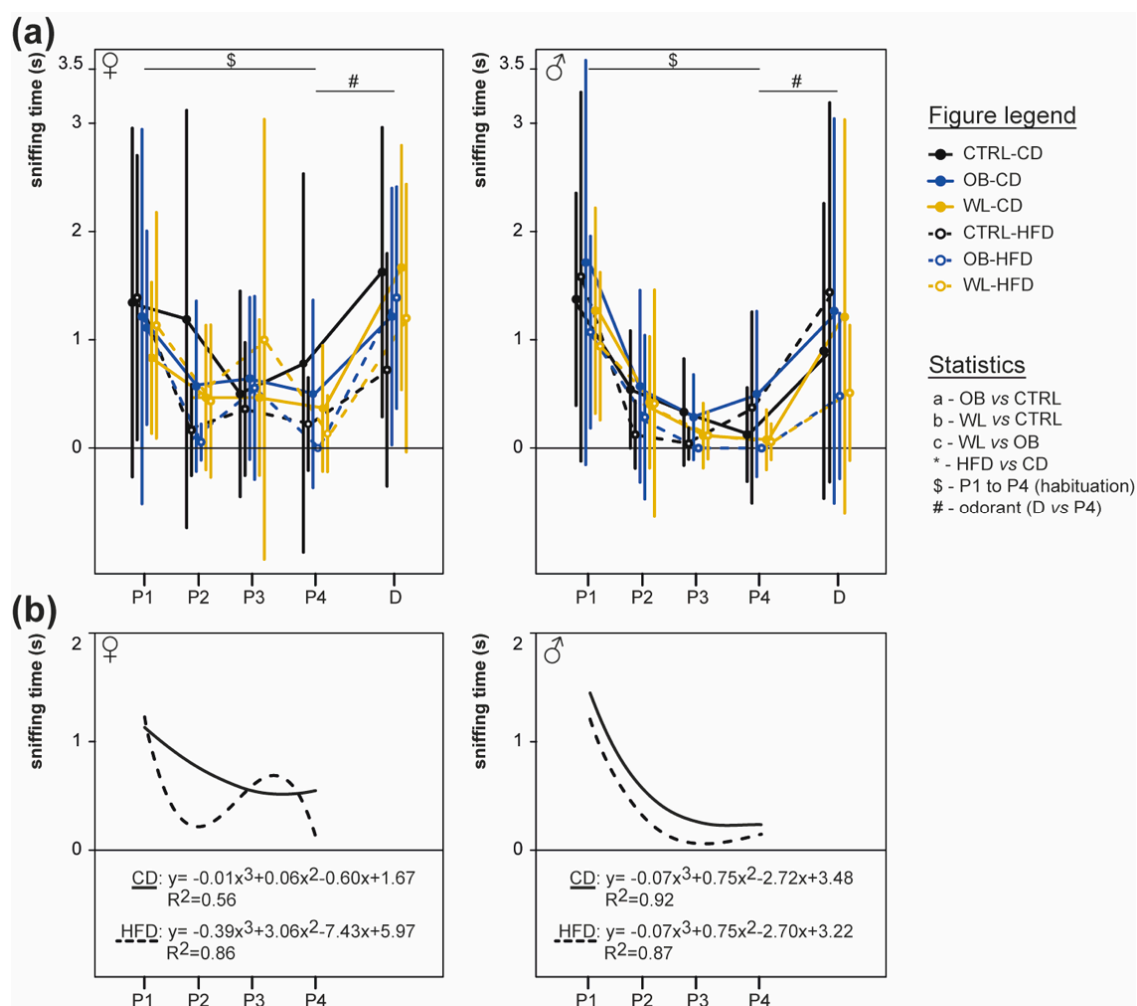 (a)
sniffing time (s)
3.5
3
2
1
0
♀
$
#
P1 P2 P3 P4 D
sniffing time (s)
3.5
3
2
1
0
♂
$
#
P1 P2 P3 P4 D
Figure legend
CTRL-CD
OB-CD
WL-CD
CTRL-HFD
OB-HFD
WL-HFD
Statistics
a - OB vs CTRL
b - WL vs CTRL
c - WL vs OB
* - HFD vs CD
$ - P1 to P4 (habituation)
# - odorant (D vs P4)
(b)
sniffing time (s)
2
1
0
♀
CD: y= -0.01x3+0.06x2-0.60x+1.67
R2=0.56
HFD: y= -0.39x3+3.06x2-7.43x+5.97
R2=0.86
P1 P2 P3 P4
sniffing time (s)
2
1
0
♂
CD: y= -0.07x3+0.75x2-2.72x+3.48
R2=0.92
HFD: y= -0.07x3+0.75x2-2.70x+3.22
R2=0.87
P1 P2 P3 P4